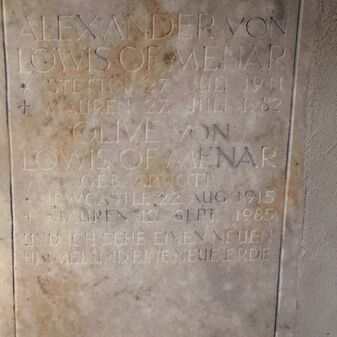 ALEXANDER VON
LOWIS OF MENAR
* STETTIN 27. JULI 1911
+ MAUREN 27. JULI 1982
OLIVE VON
LOWIS OF MENAR
GEB. ARNOTT
NEWCASTLE 22. AUG 1915
+ MAUREN 12. SEPT. 1985
UND ICH SEHE EINEN NEUEN
HIMMEL UND EINE NEUE ERDE